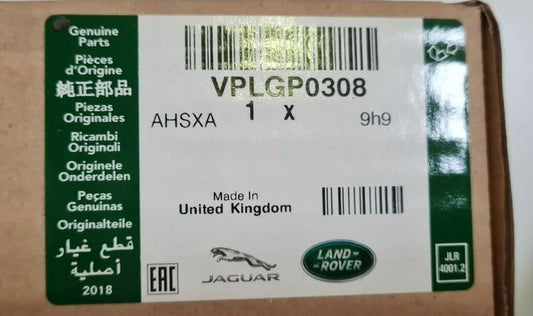 Genuine
Parts
Pièces
d'Origine
純正部品
Piezas
Originales
Ricambi
Originali
Originele
Onderdelen
Peças
Genuinas
Originalteile
قطع غيار
أصلية
2018
VPLGP0308
1 x
AHSXA
9h9
Made In
United Kingdom
EAC
JAGUAR
LAND-
-ROVER
JLR
4001.2